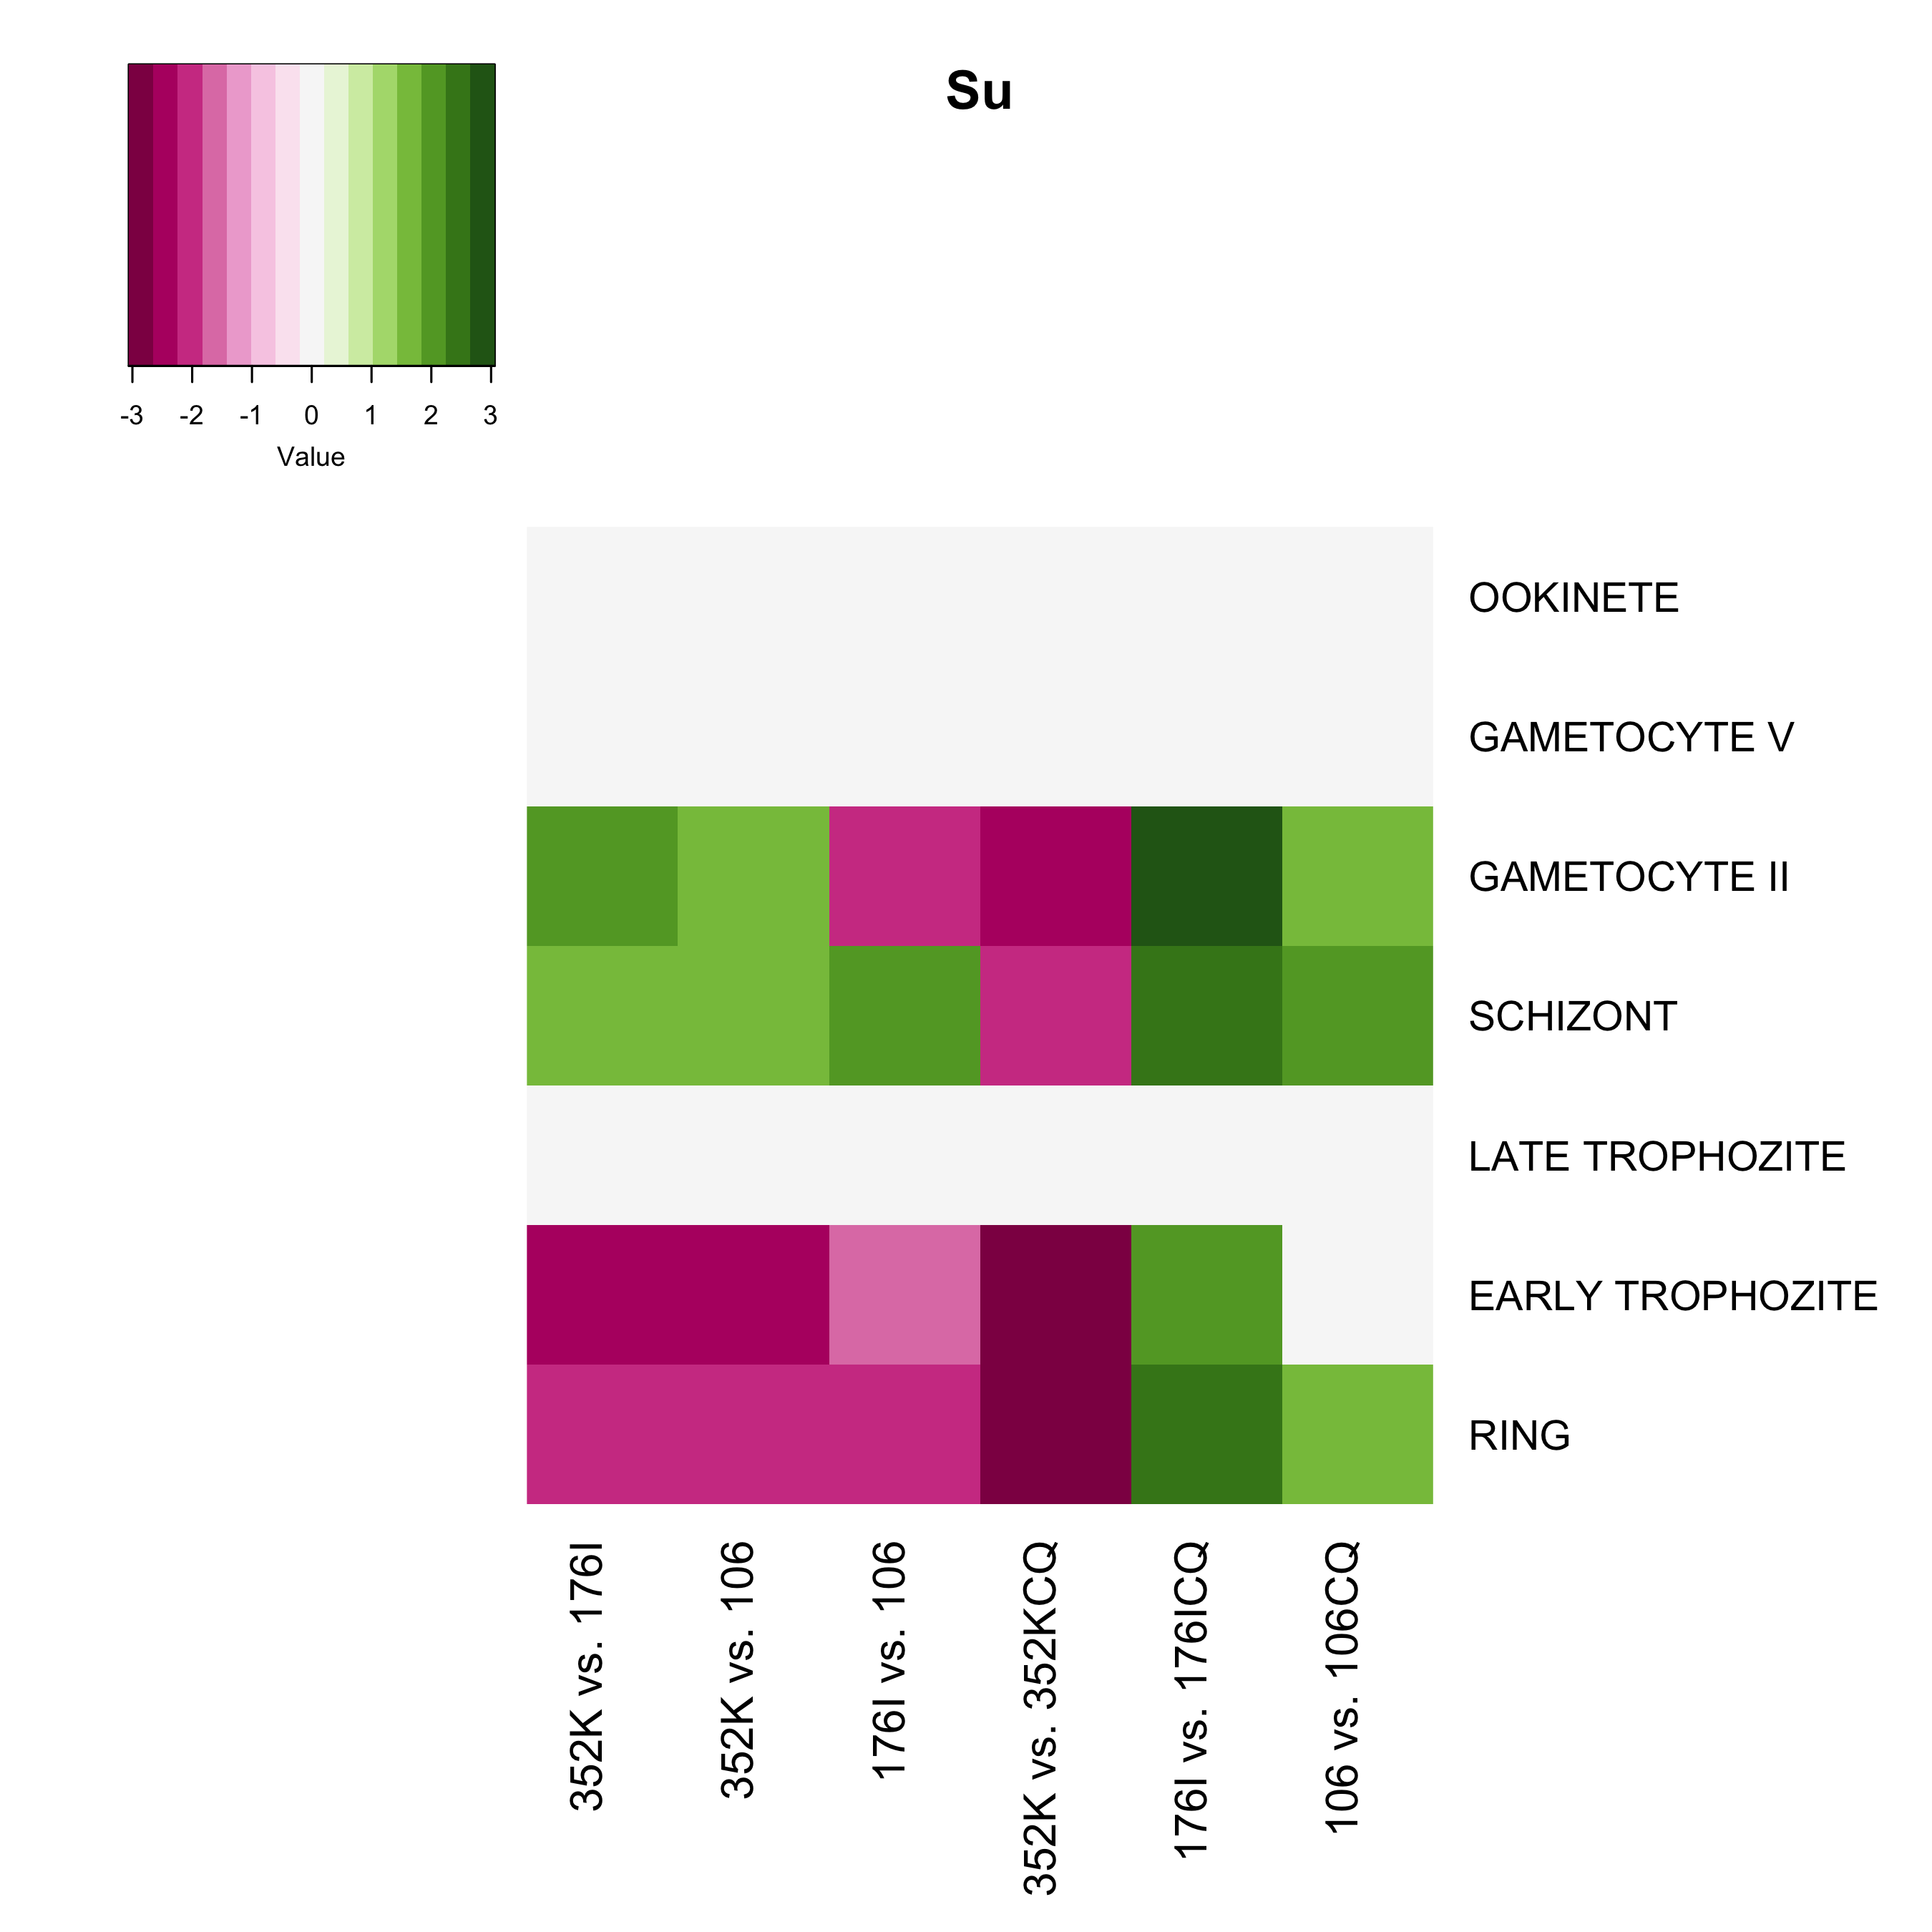 Su
-3 -2 -1 0 1 2 3
Value
OOKINETE
GAMETOCYTE V
GAMETOCYTE II
SCHIZONT
LATE TROPHOZITE
EARLY TROPHOZITE
RING
352K vs. 176I
352K vs. 106
176I vs. 106
352K vs. 352KCQ
176I vs. 176ICQ
106 vs. 106CQ